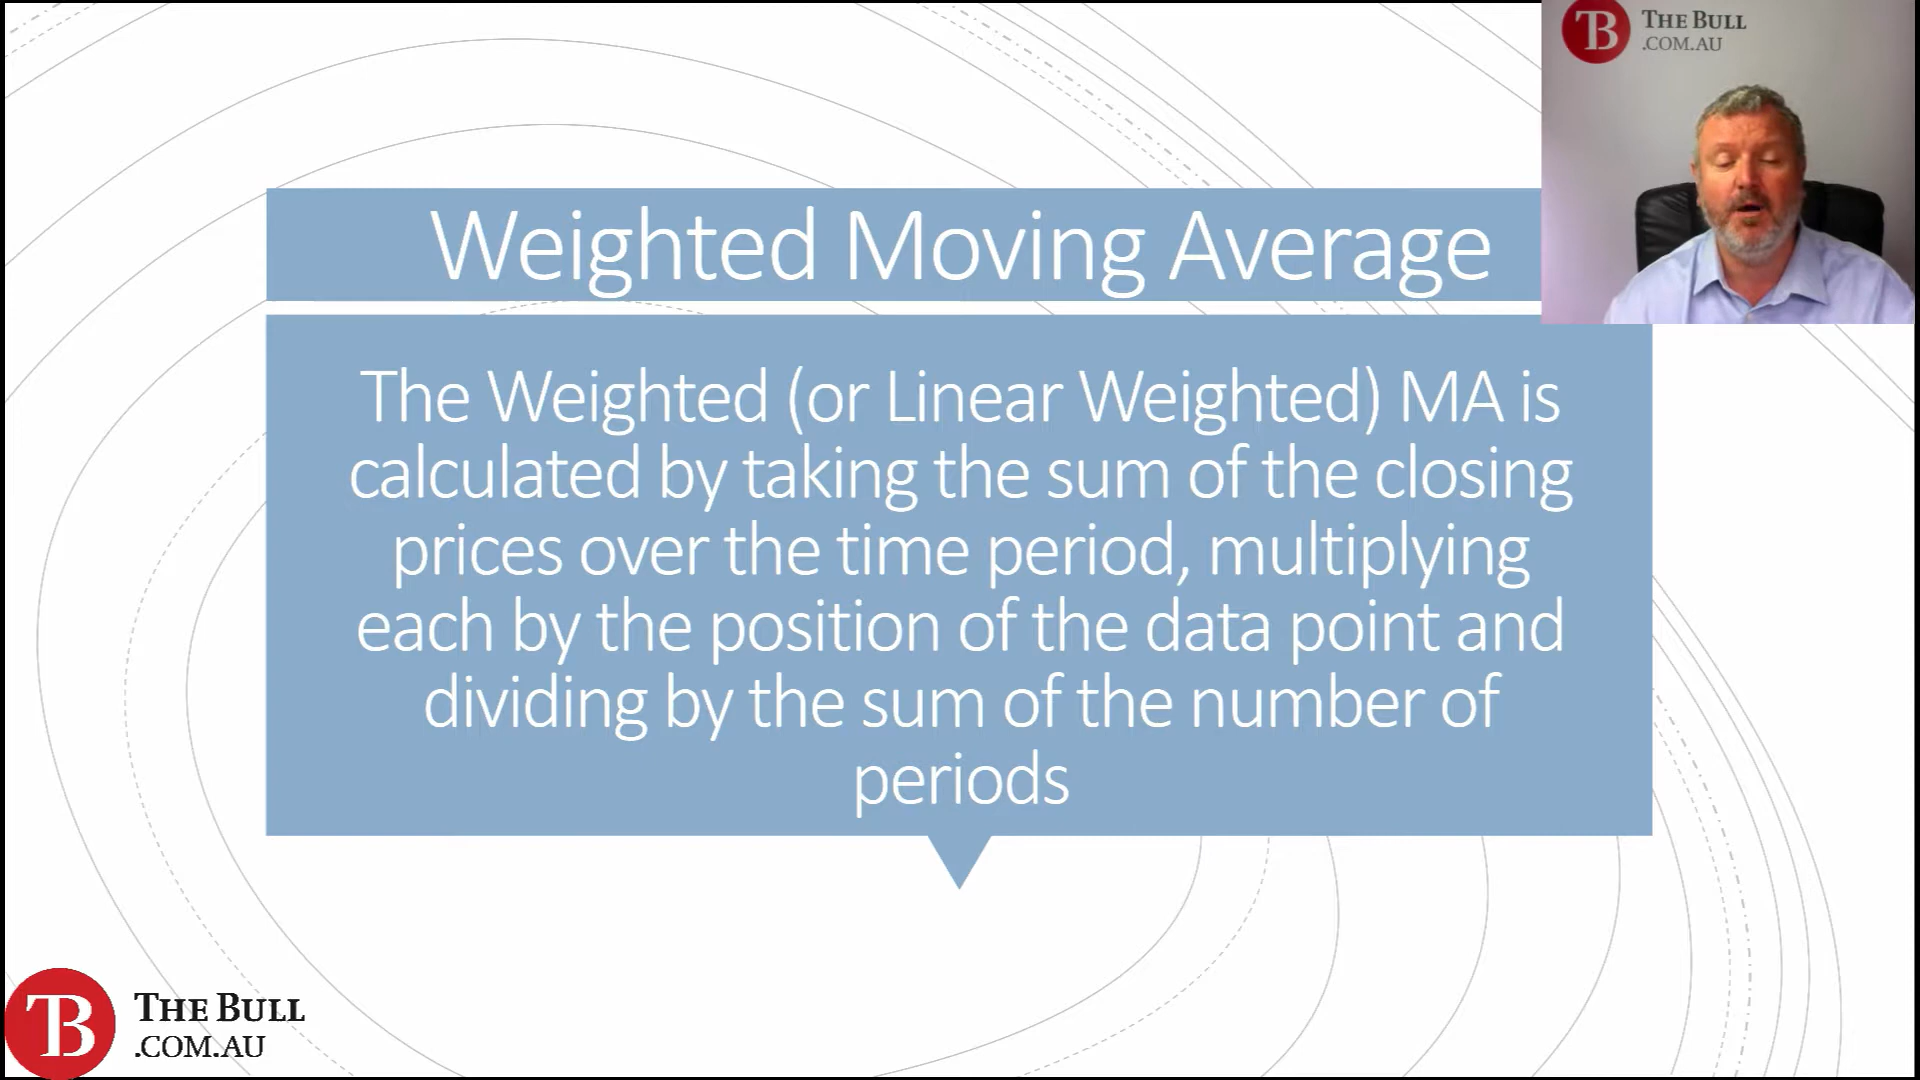 THE BULL
.COM.AU
Weighted Moving Average
The Weighted (or Linear Weighted) MA is
calculated by taking the sum of the closing
prices over the time period, multiplying
each by the position of the data point and
dividing by the sum of the number of
periods
TB
THE BULL
.COM.AU